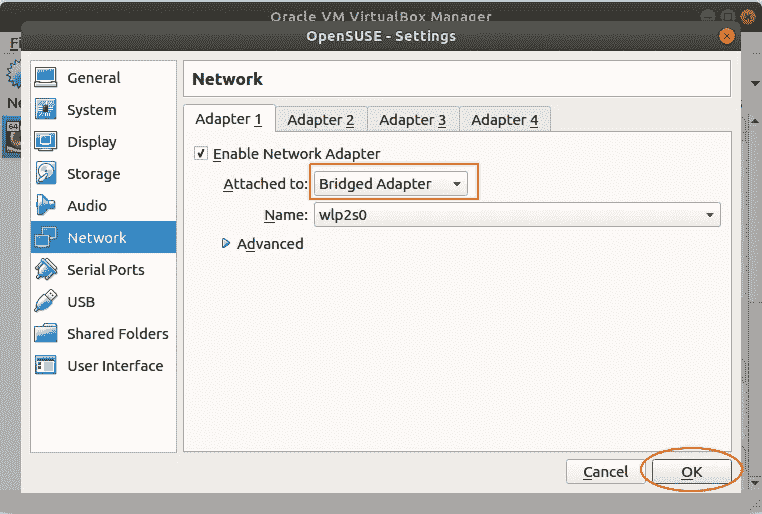 Oracle VM VirtualBox Manager
OpenSUSE - Settings
General
System
Display
Storage
Audio
Network
Serial Ports
USB
Shared Folders
User Interface
Network
Adapter 1 Adapter 2 Adapter 3 Adapter 4
Enable Network Adapter
Attached to: Bridged Adapter
Name: wlp2s0
Advanced
Cancel OK